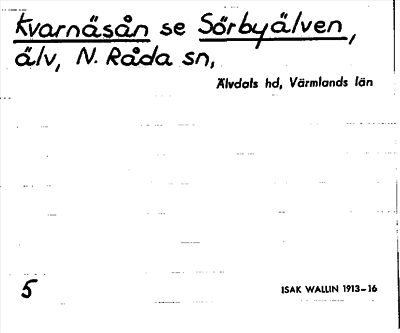 Kvarnäsån se Sörbyälven,
älv, N. Råda sn,
Älvdals hd, Värmlands län
5
ISAK WALLIN 1913-16